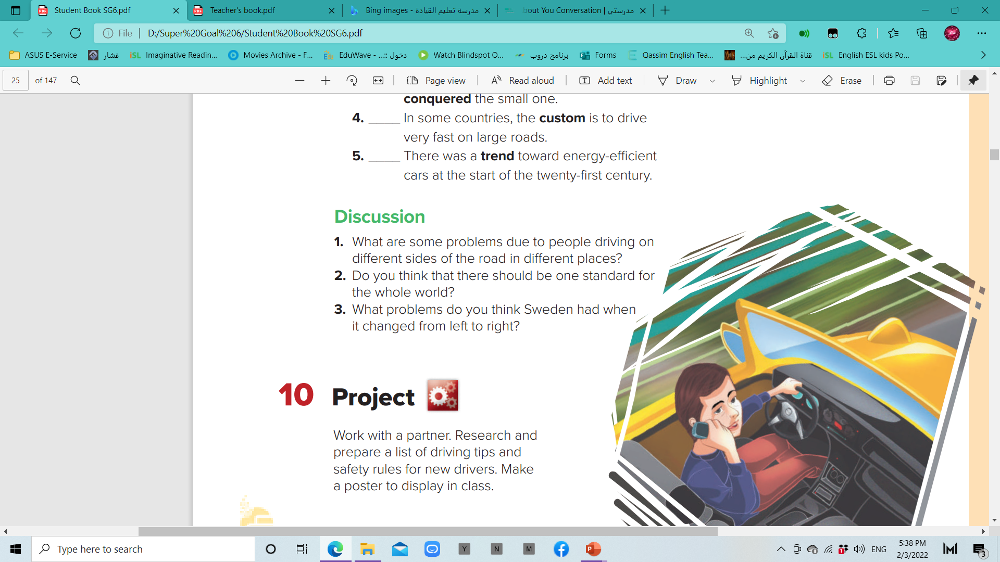 Student Book SG6.pdf
Teacher's book.pdf
Bing images - مدرسة تعليم القيادة
bout You Conversation | مدرستي
File
D:/Super%20Goal%206/Student%20Book%20SG6.pdf
ASUS E-Service
فشار
iSL Imaginative Readin...
Movies Archive - F...
EduWave - ...:: دخول
Watch Blindspot O...
برنامج دروب
Forms
Qassim English Tea...
قناة القرآن الكريم من...
iSL English ESL kids Po...
25 of 147
Page view
Read aloud
Add text
Draw
Highlight
Erase
conquered the small one.
4. _____ In some countries, the custom is to drive
very fast on large roads.
5. _____ There was a trend toward energy-efficient
cars at the start of the twenty-first century.
Discussion
1. What are some problems due to people driving on
different sides of the road in different places?
2. Do you think that there should be one standard for
the whole world?
3. What problems do you think Sweden had when
it changed from left to right?
10 Project
Work with a partner. Research and
prepare a list of driving tips and
safety rules for new drivers. Make
a poster to display in class.
Type here to search
Y
N
M
ENG
5:38 PM
2/3/2022
3